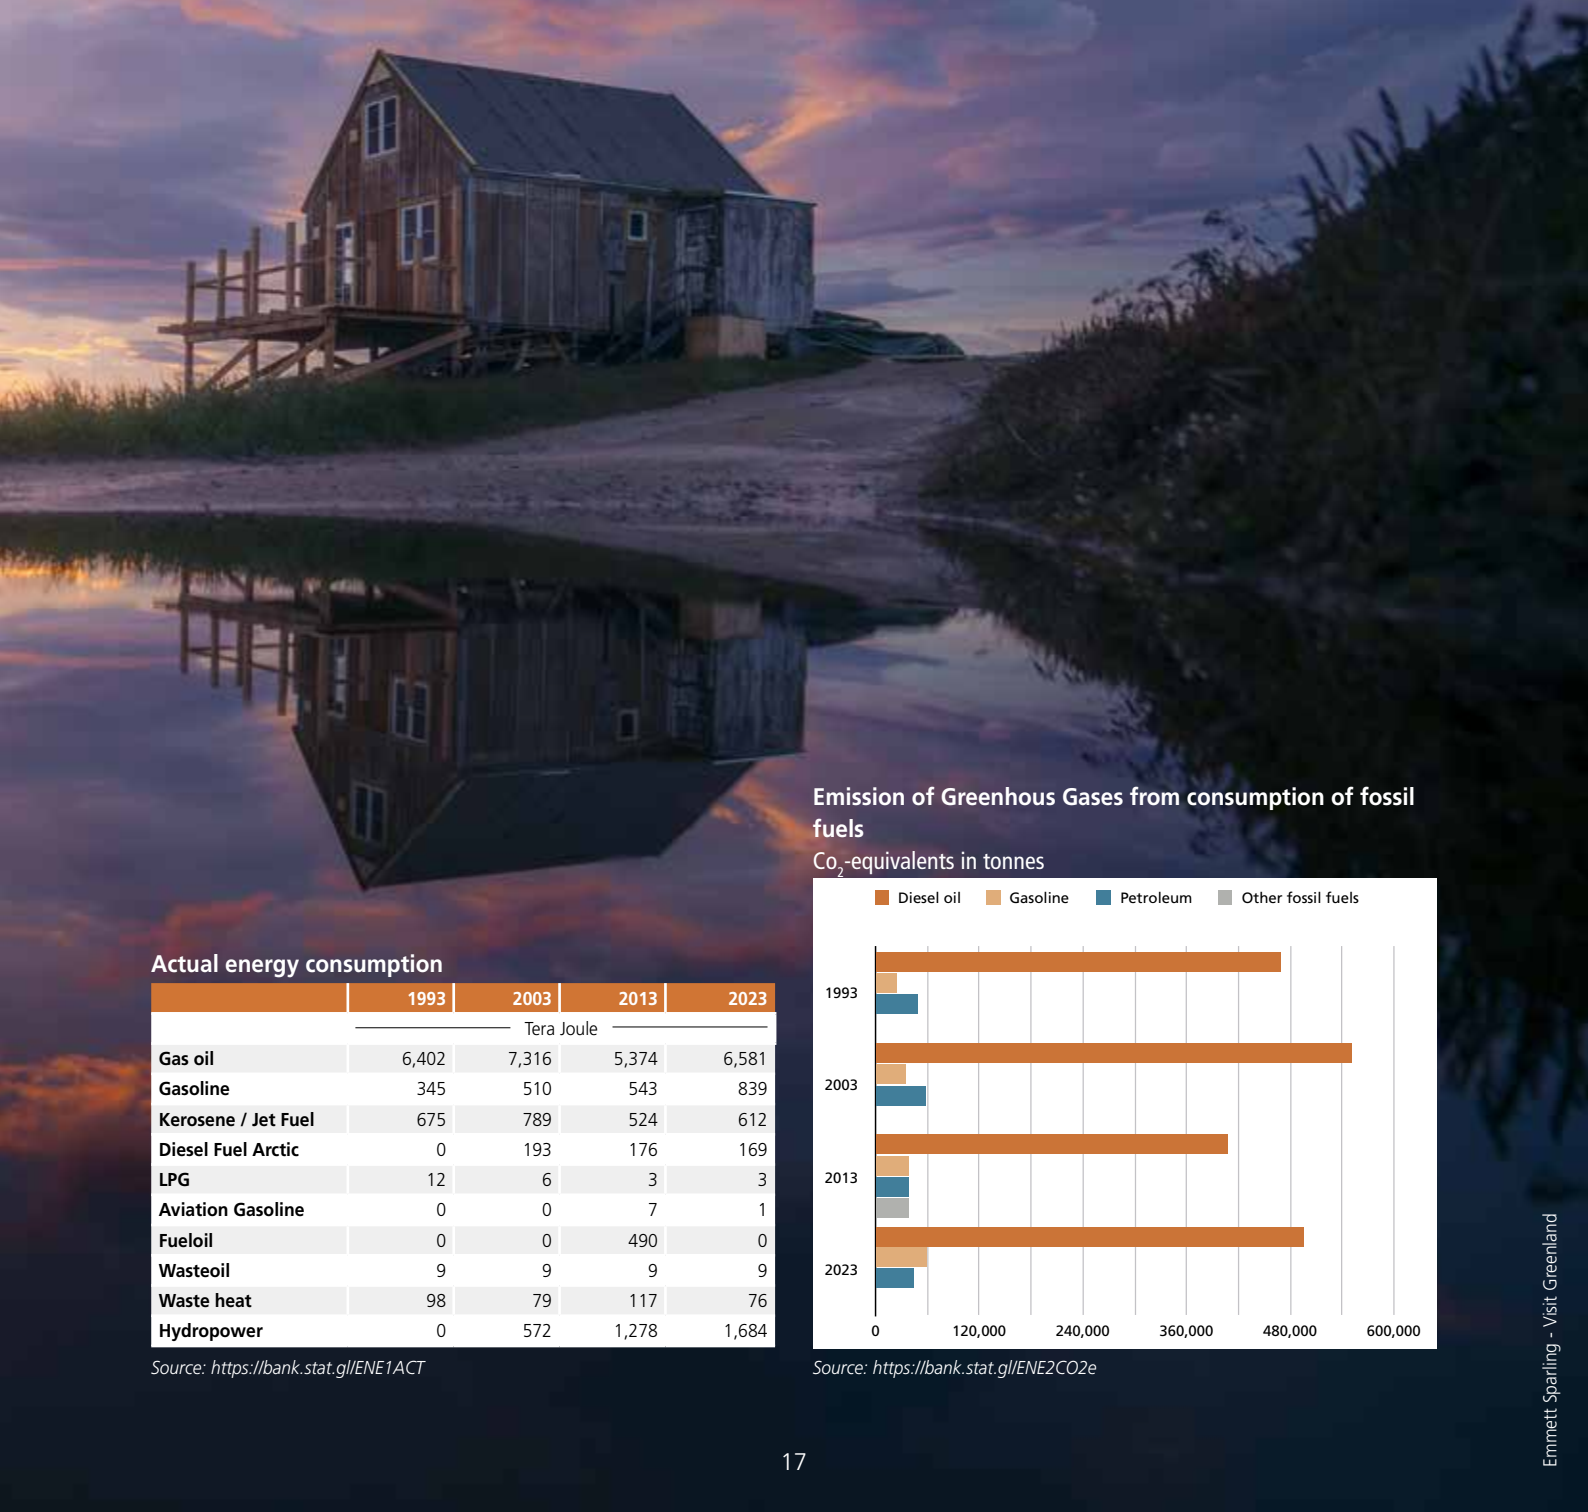 Emission of Greenhous Gases from consumption of fossil
fuels
Co2-equivalents in tonnes
Diesel oil Gasoline Petroleum Other fossil fuels
1993
2003
2013
2023
0 120,000 240,000 360,000 480,000 600,000
Source: https://bank.stat.gl/ENE2CO2e
Actual energy consumption
1993 2003 2013 2023
Tera Joule
Gas oil 6,402 7,316 5,374 6,581
Gasoline 345 510 543 839
Kerosene / Jet Fuel 675 789 524 612
Diesel Fuel Arctic 0 193 176 169
LPG 12 6 3 3
Aviation Gasoline 0 0 7 1
Fueloil 0 0 490 0
Wasteoil 9 9 9 9
Waste heat 98 79 117 76
Hydropower 0 572 1,278 1,684
Source: https://bank.stat.gl/ENE1ACT
Emmett Sparling - Visit Greenland
17